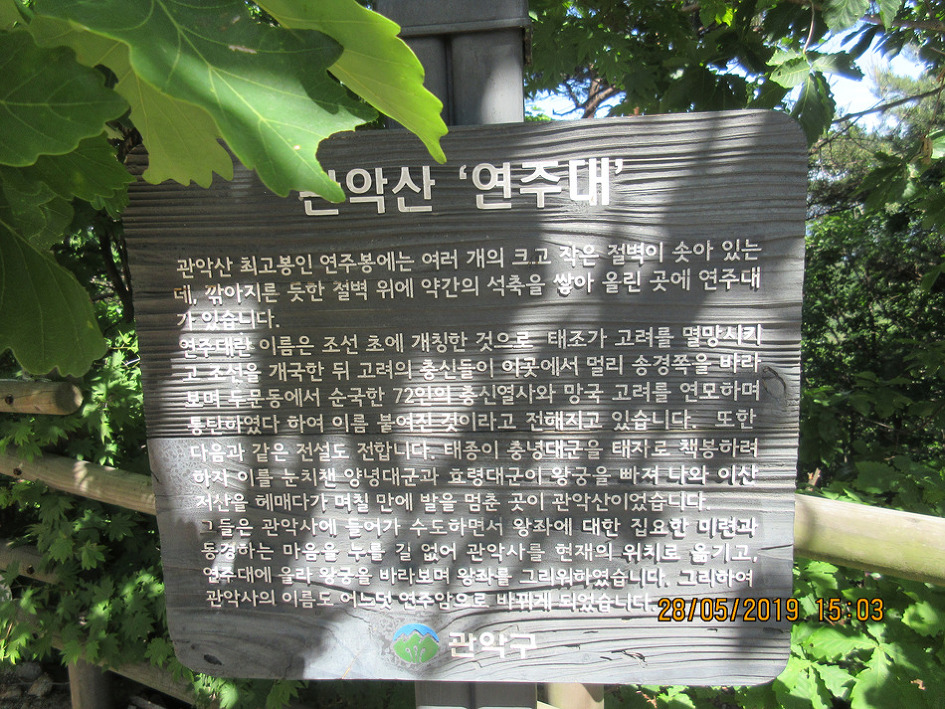 관악산 ‘연주대’
관악산 최고봉인 연주봉에는 여러 개의 크고 작은 절벽이 솟아 있는
데, 깎아지른 듯한 절벽 위에 약간의 석축을 쌓아 올린 곳에 연주대
가 있습니다.
연주대란 이름은 조선 초에 개칭한 것으로 태조가 고려를 멸망시키
고 조선을 개국한 뒤 고려의 충신들이 이곳에서 멀리 송경쪽을 바라
보며 두문동에서 순국한 72인의 충신열사와 망국 고려를 연모하며
통탄하였다 하여 이름 붙여진 것이라고 전해지고 있습니다. 또한
다음과 같은 전설도 전합니다. 태종이 충녕대군을 태자로 책봉하려
하자 이를 눈치챈 양녕대군과 효령대군이 왕궁을 빠져 나와 이산
저산을 헤매다가 며칠 만에 발을 멈춘 곳이 관악산이었습니다.
그들은 관악사에 들어가 수도하면서 왕좌에 대한 집요한 미련과
동경하는 마음을 누를 길 없어 관악사를 현재의 위치로 옮기고,
연주대에 올라 왕궁을 바라보며 왕좌를 그리워하였습니다. 그리하여
관악사의 이름도 어느덧 연주암으로 바뀌게 되었습니다.
28/05/2019 15:03
관악구